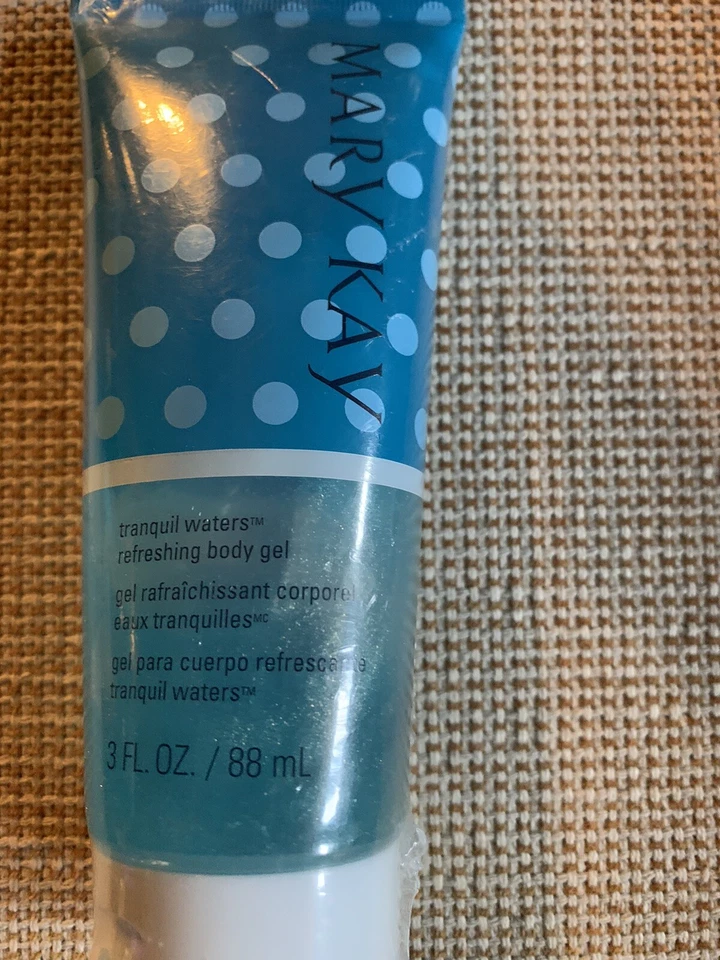 MARY KAY
tranquil waters™
refreshing body gel
gel rafraîchissant corporel
eaux tranquillesᴹᶜ
gel para cuerpo refrescante
tranquil waters™
3 FL. OZ. / 88 mL